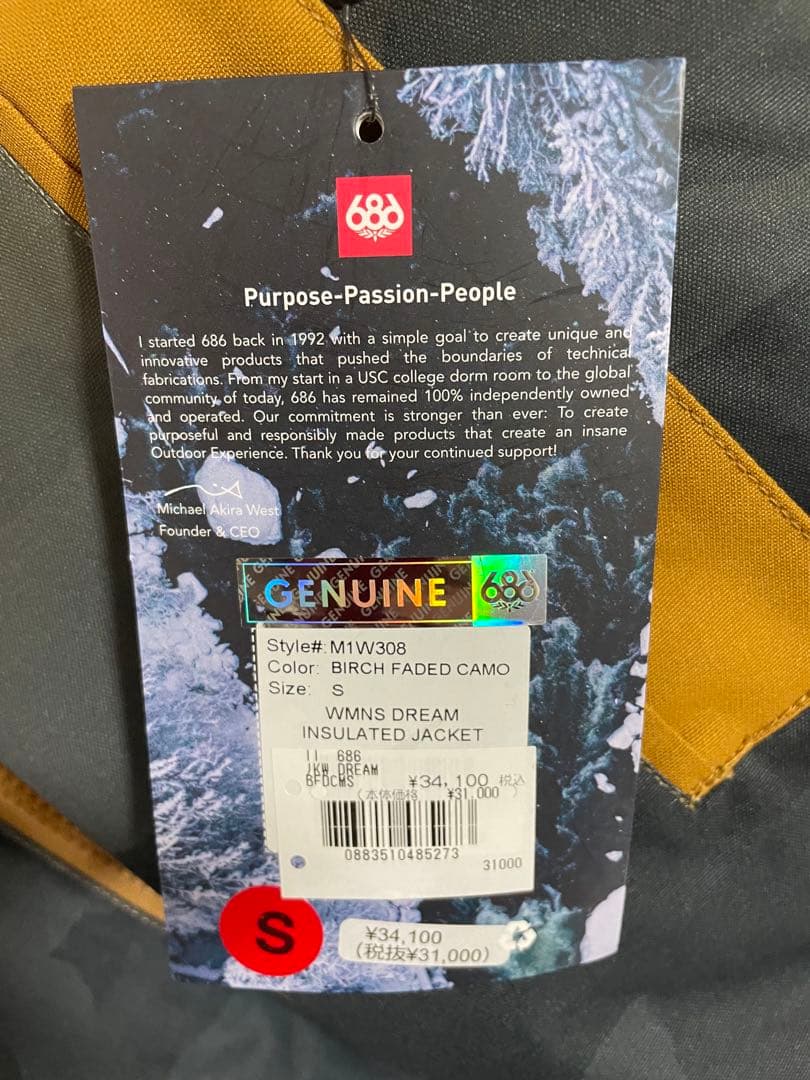 686
Purpose-Passion-People
I started 686 back in 1992 with a simple goal to create unique and
innovative products that pushed the boundaries of technical
fabrications. From my start in a USC college dorm room to the global
community of today, 686 has remained 100% independently owned
and operated. Our commitment is stronger than ever: To create
purposeful and responsibly made products that create an insane
Outdoor Experience. Thank you for your continued support!
Michael Akira West
Founder & CEO
GENUINE 686
Style#: M1W308
Color: BIRCH FADED CAMO
Size: S
WMNS DREAM
INSULATED JACKET
686
JKW DREAM
BFDCMS ¥34,100 税込
(本体価格 ¥31,000 )
0883510485273
31000
S
¥34,100
(税抜¥31,000)